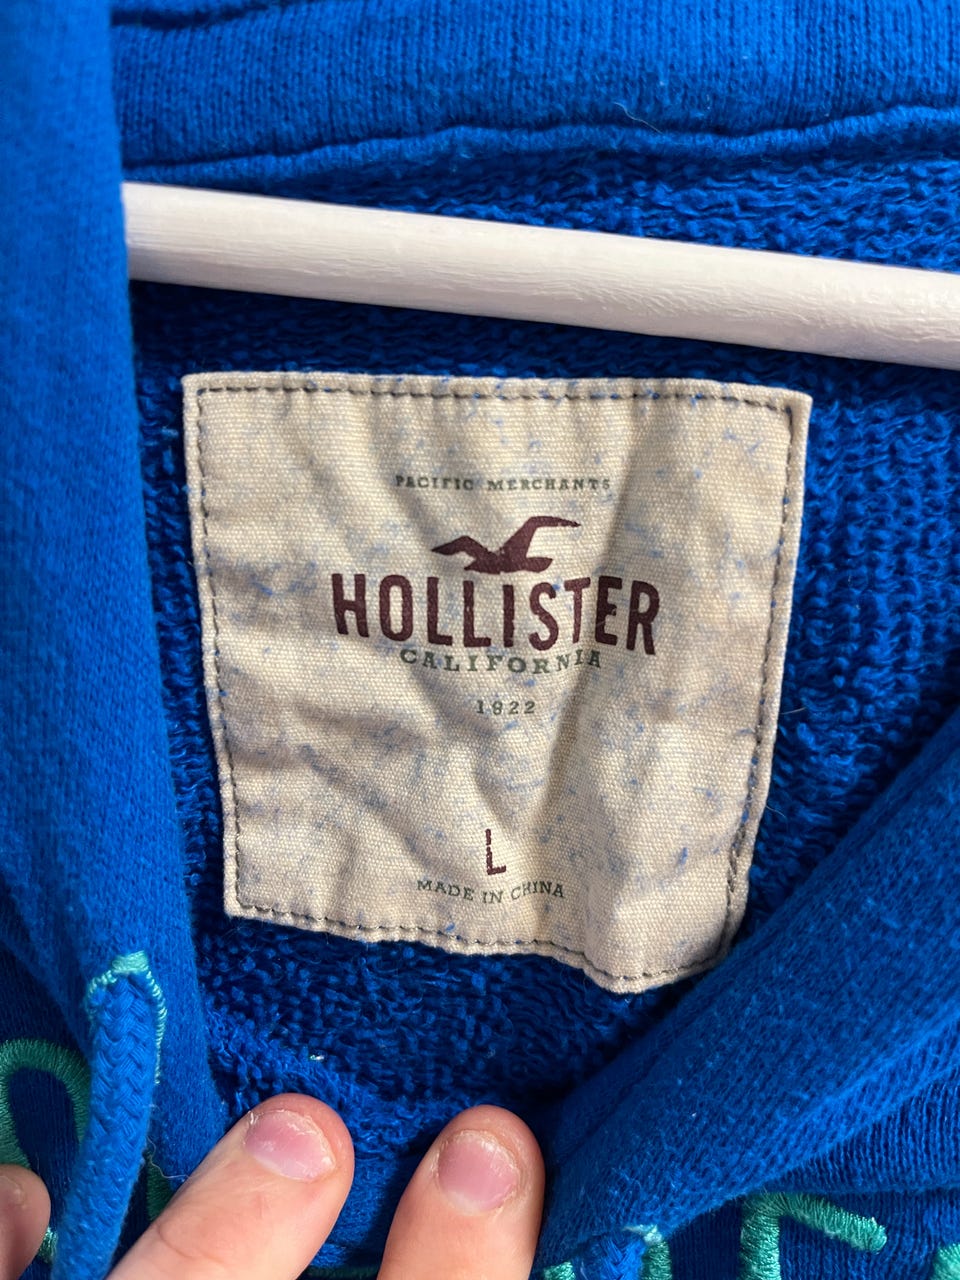 PACIFIC MERCHANTS
HOLLISTER
CALIFORNIA
1922
L
MADE IN CHINA